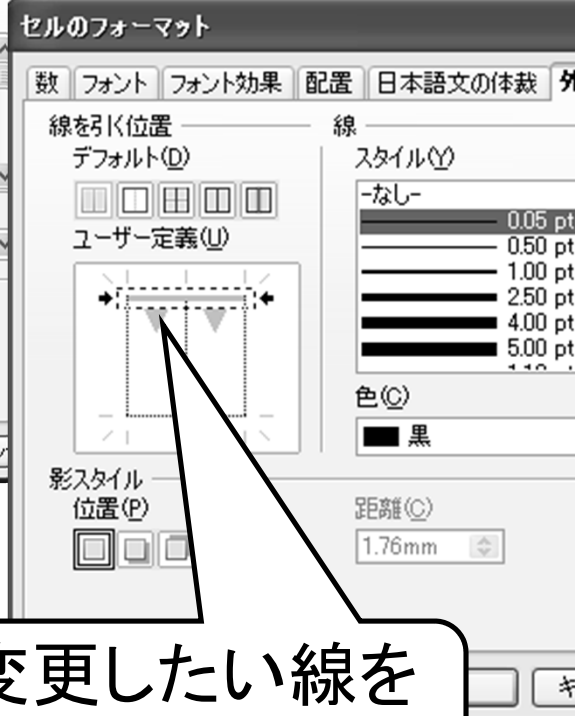 セルのフォーマット
数 フォント フォント効果 配置 日本語文の体裁 外
線を引く位置
デフォルト(D)
ユーザー定義(U)
線
スタイル(Y)
-なし-
0.05 pt
0.50 pt
1.00 pt
2.50 pt
4.00 pt
5.00 pt
色(C)
黒
影スタイル
位置(P)
距離(C)
1.76mm
変更したい線を
キ